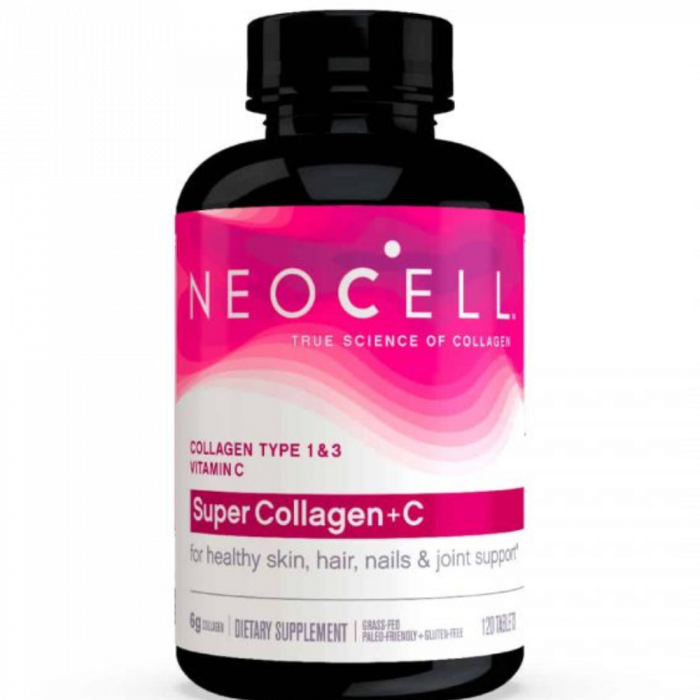 NEOCELL
TRUE SCIENCE OF COLLAGEN
COLLAGEN TYPE 1 & 3
VITAMIN C
Super Collagen + C
for healthy skin, hair, nails & joint support*
6g COLLAGEN | DIETARY SUPPLEMENT | GRASS-FED
PALEO-FRIENDLY + GLUTEN-FREE
120 TABLETS